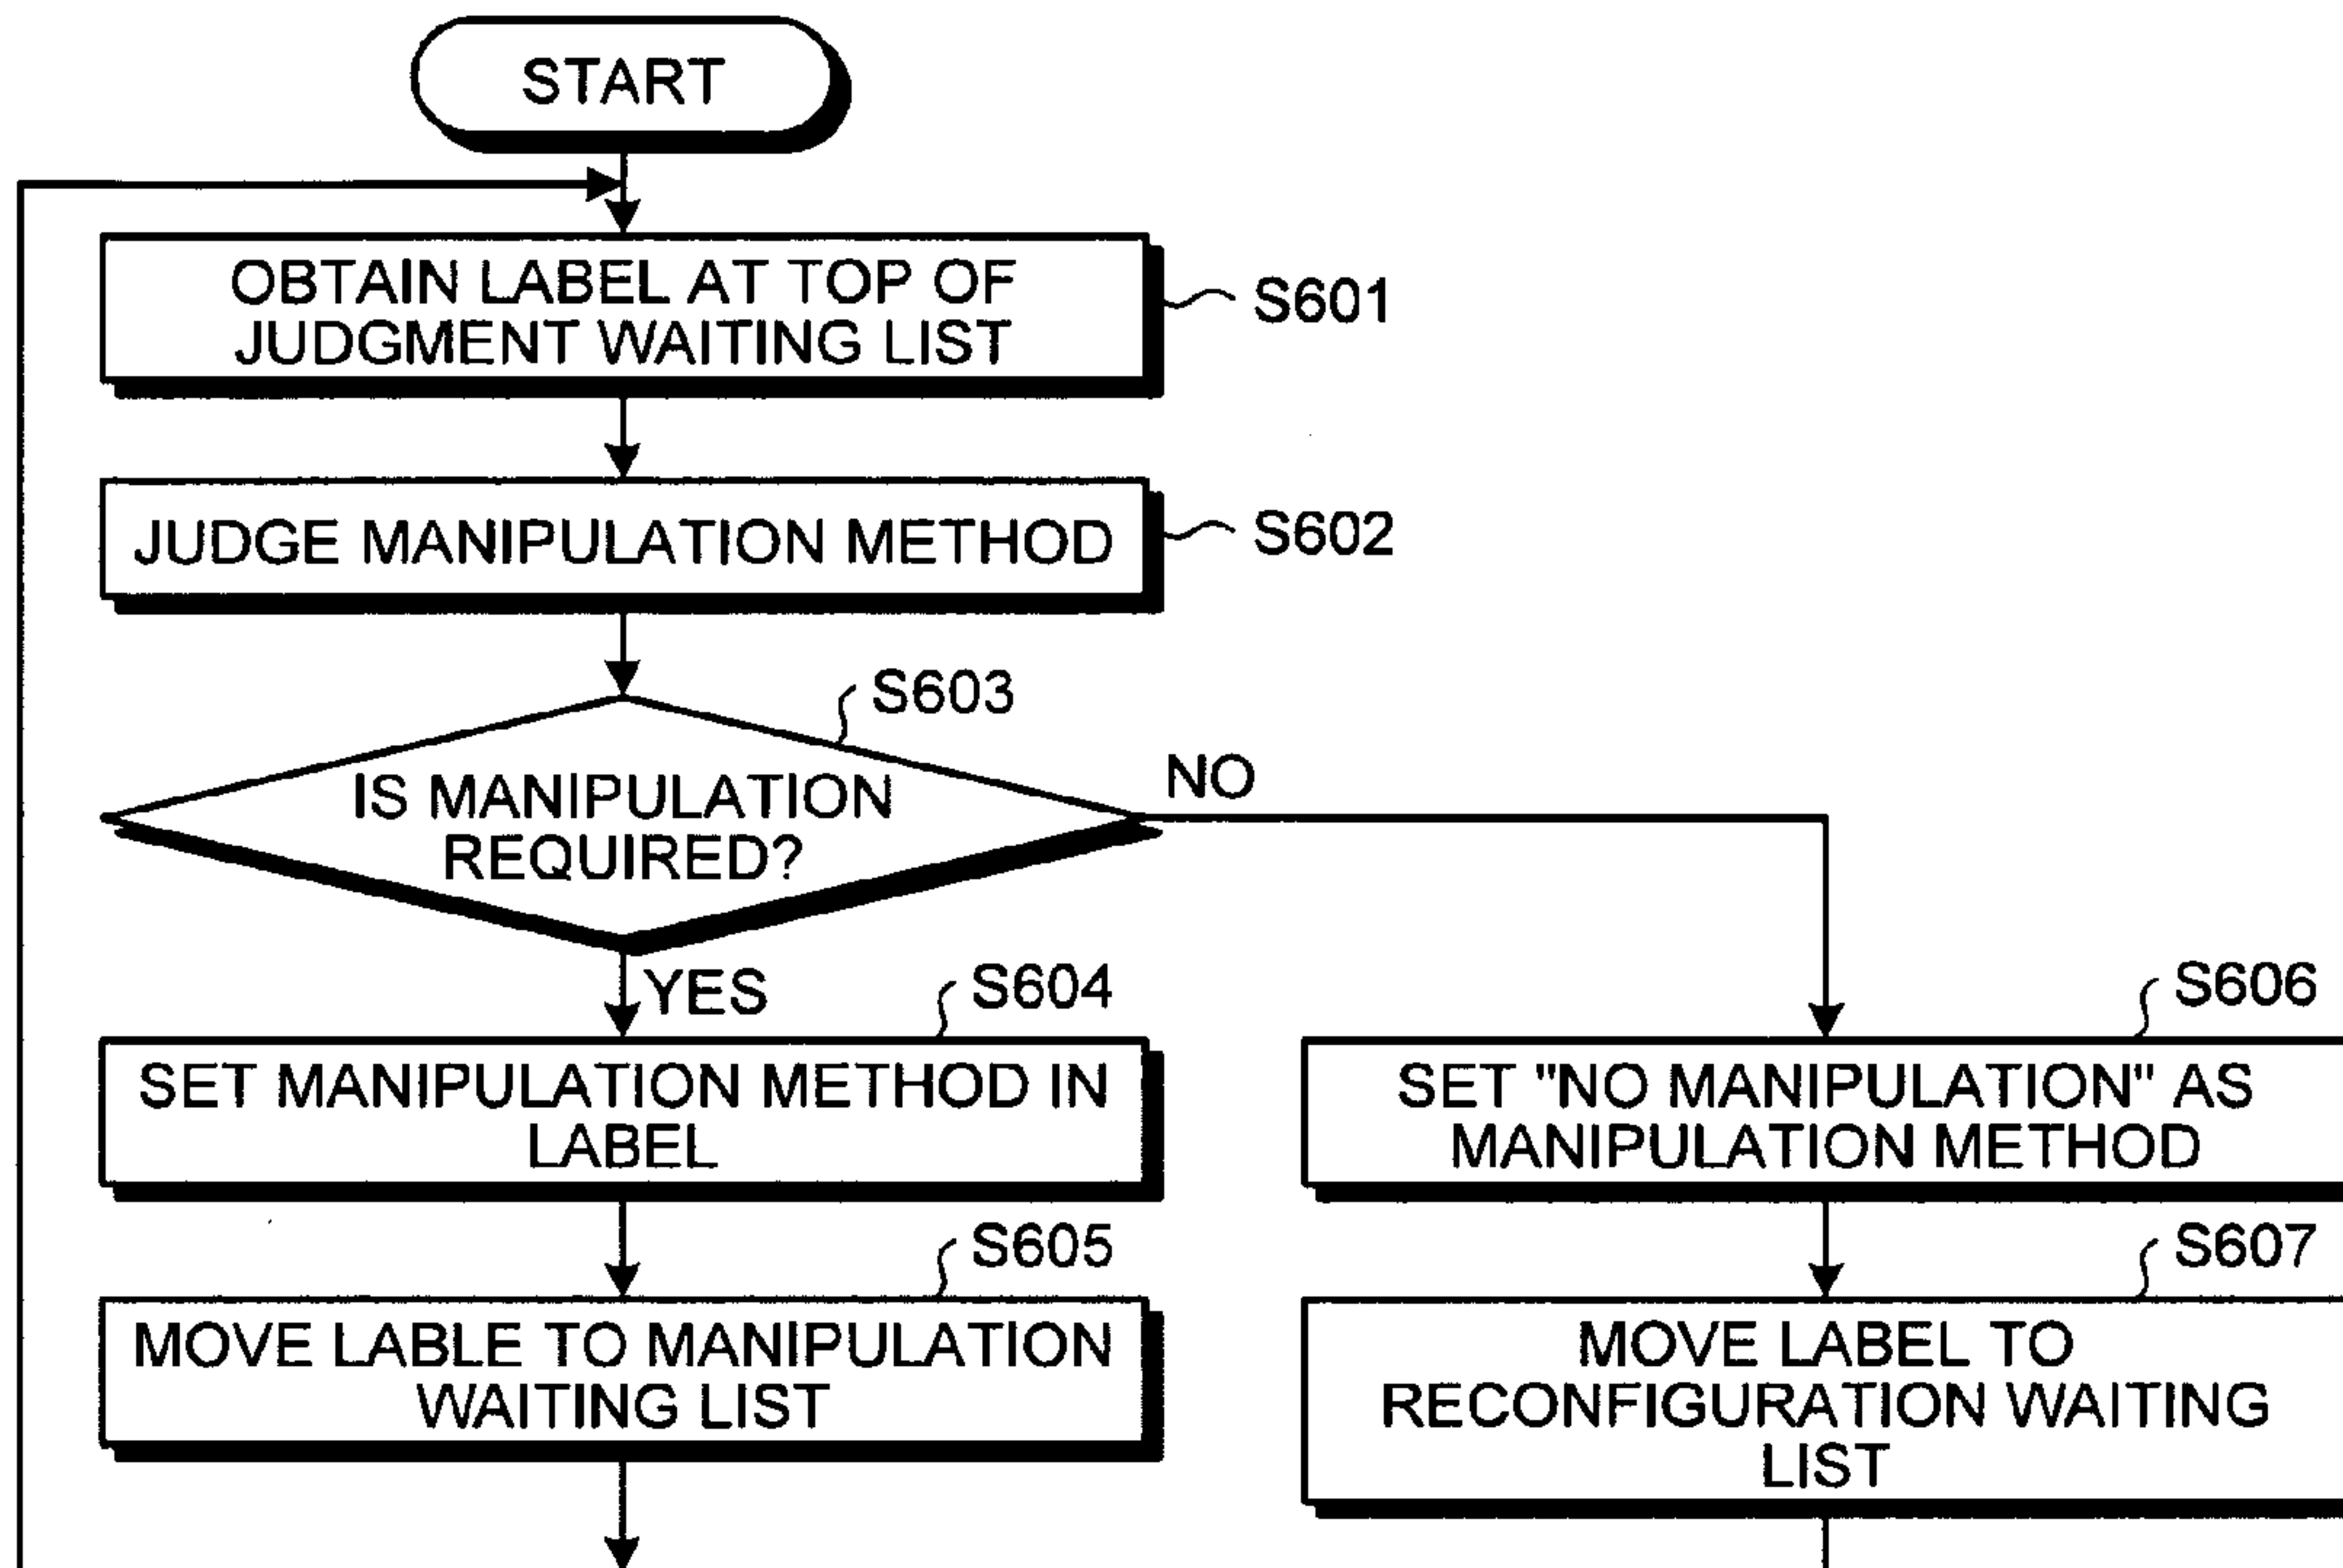 START
OBTAIN LABEL AT TOP OF
JUDGMENT WAITING LIST
S601
JUDGE MANIPULATION METHOD
S602
S603
IS MANIPULATION
REQUIRED?
NO
YES
S604
SET MANIPULATION METHOD IN
LABEL
S606
SET "NO MANIPULATION" AS
MANIPULATION METHOD
S605
MOVE LABLE TO MANIPULATION
WAITING LIST
S607
MOVE LABEL TO
RECONFIGURATION WAITING
LIST